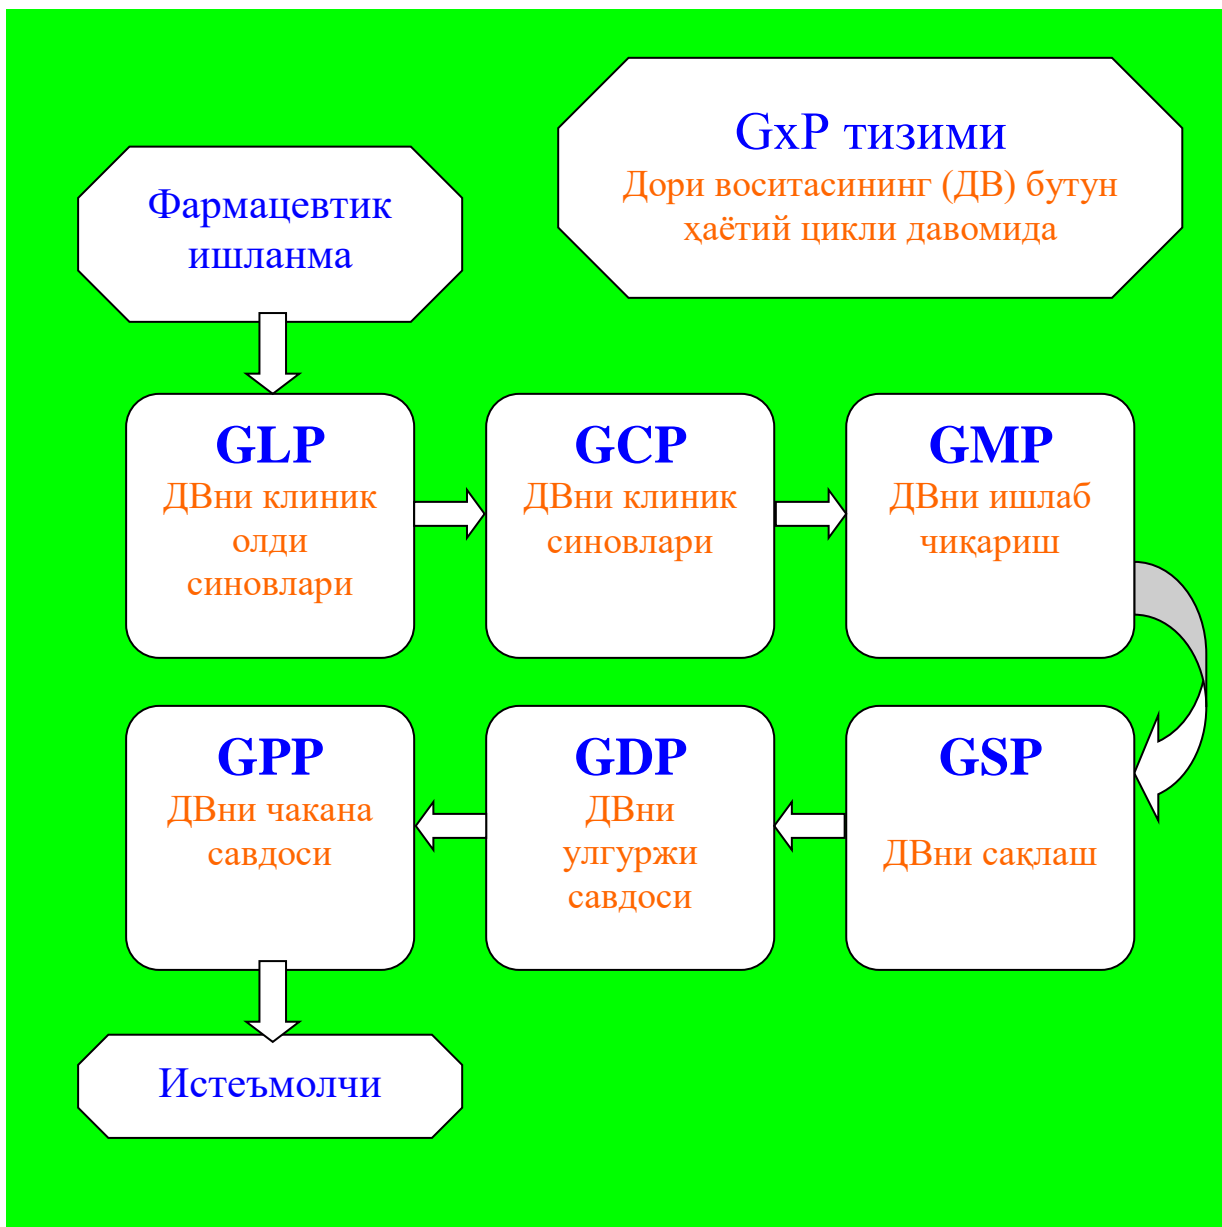 GxP тизими
Дори воситасининг (ДВ) бутун
ҳаётий цикли давомида
Фармацевтик
ишланма
GLP
ДВни клиник
олди
синовлари
GCP
ДВни клиник
синовлари
GMP
ДВни ишлаб
чиқариш
GSP
ДВни сақлаш
GDP
ДВни
улгуржи
савдоси
GPP
ДВни чакана
савдоси
Истеъмолчи